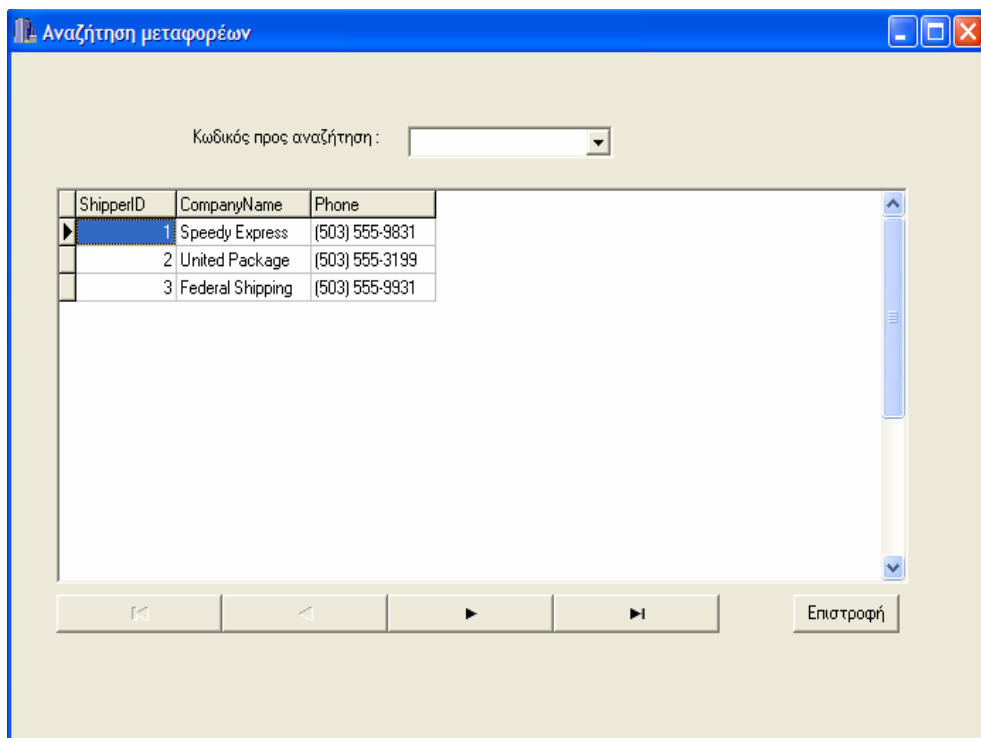 Αναζήτηση μεταφορέων
Κωδικός προς αναζήτηση :
ShipperID CompanyName Phone
1 Speedy Express (503) 555-9831
2 United Package (503) 555-3199
3 Federal Shipping (503) 555-9931
Επιστροφή